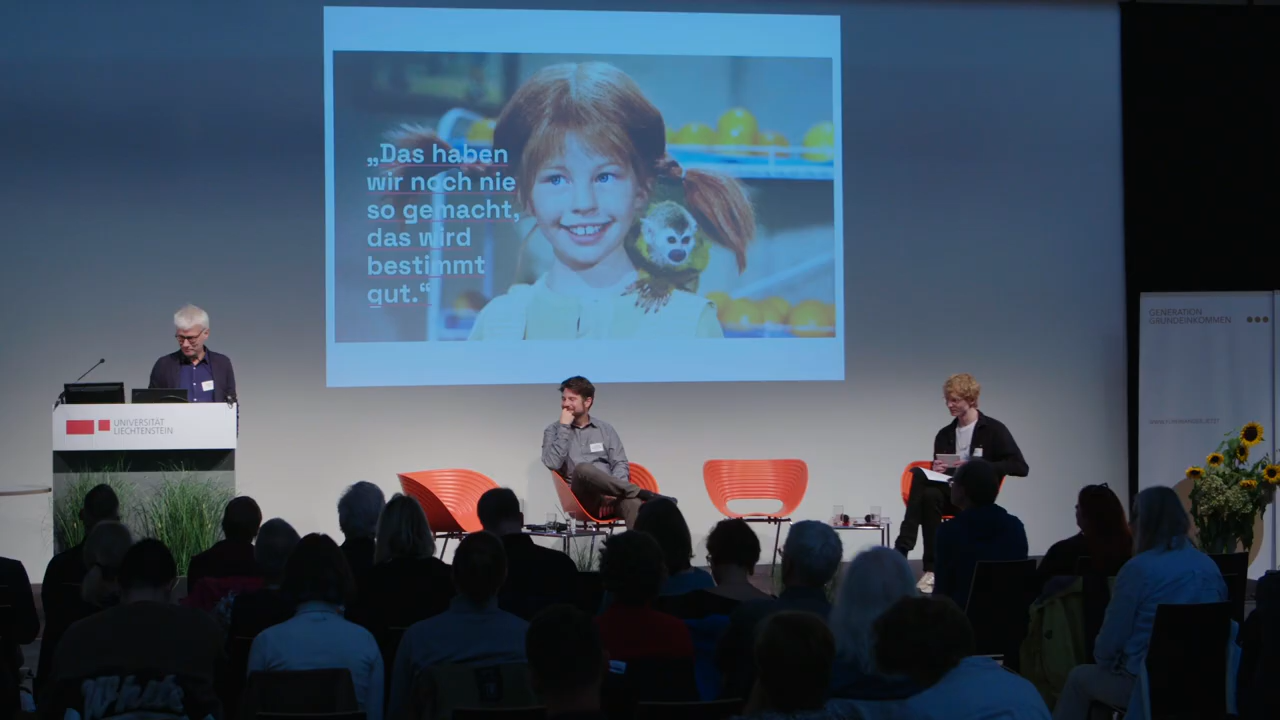 „Das haben
wir noch nie
so gemacht,
das wird
bestimmt
gut.“
UNIVERSITÄT
LIECHTENSTEIN
GENERATION
GRUNDEINKOMMEN